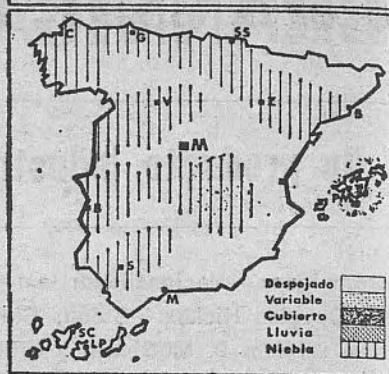 C
G
SS
V
Z
B
M
P
B
S
M
SC
LP
Despejado
Variable
Cubierto
Lluvia
Niebla